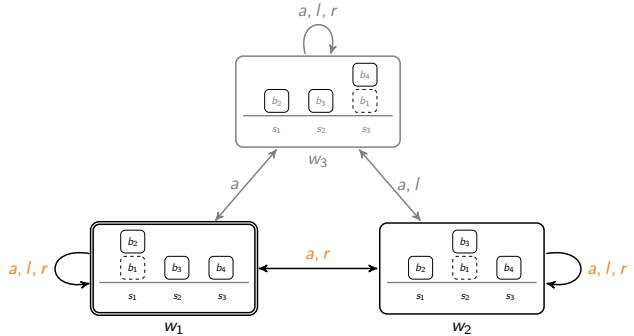 a, l, r
b4
b2 b3 b1
s1 s2 s3
w3
a a, l
b2 b3
b1 b3 b4 b2 b1 b4
a, l, r a, r a, l, r
s1 s2 s3 s1 s2 s3
w1 w2